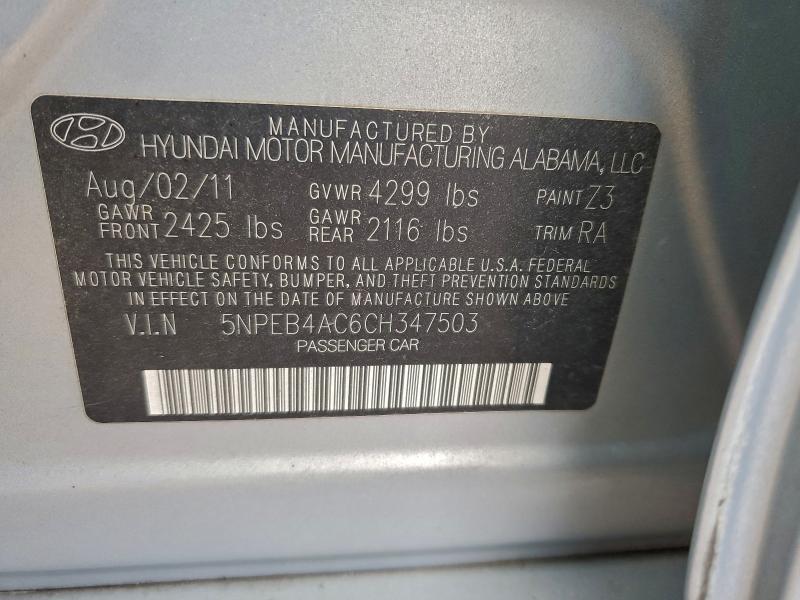 MANUFACTURED BY
HYUNDAI MOTOR MANUFACTURING ALABAMA, LLC
Aug/02/11 GVWR 4299 lbs PAINT Z3
GAWR FRONT 2425 lbs GAWR REAR 2116 lbs TRIM RA
THIS VEHICLE CONFORMS TO ALL APPLICABLE U.S.A. FEDERAL
MOTOR VEHICLE SAFETY, BUMPER, AND THEFT PREVENTION STANDARDS
IN EFFECT ON THE DATE OF MANUFACTURE SHOWN ABOVE
V.I.N 5NPEB4AC6CH347503
PASSENGER CAR